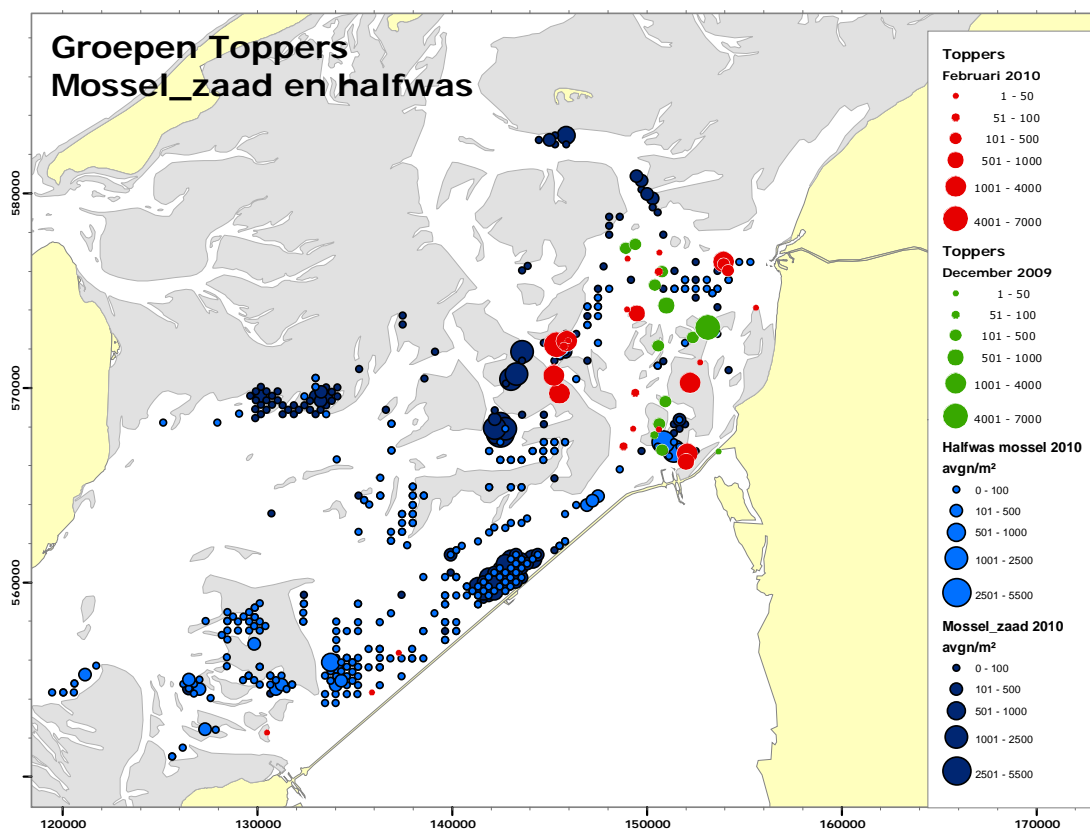 Groepen Toppers
Mossel_zaad en halfwas
580000
570000
560000
120000
130000
140000
150000
160000
170000
Toppers
Februari 2010
1 - 50
51 - 100
101 - 500
501 - 1000
1001 - 4000
4001 - 7000
Toppers
December 2009
1 - 50
51 - 100
101 - 500
501 - 1000
1001 - 4000
4001 - 7000
Halfwas mossel 2010
avgn/m²
0 - 100
101 - 500
501 - 1000
1001 - 2500
2501 - 5500
Mossel_zaad 2010
avgn/m²
0 - 100
101 - 500
501 - 1000
1001 - 2500
2501 - 5500